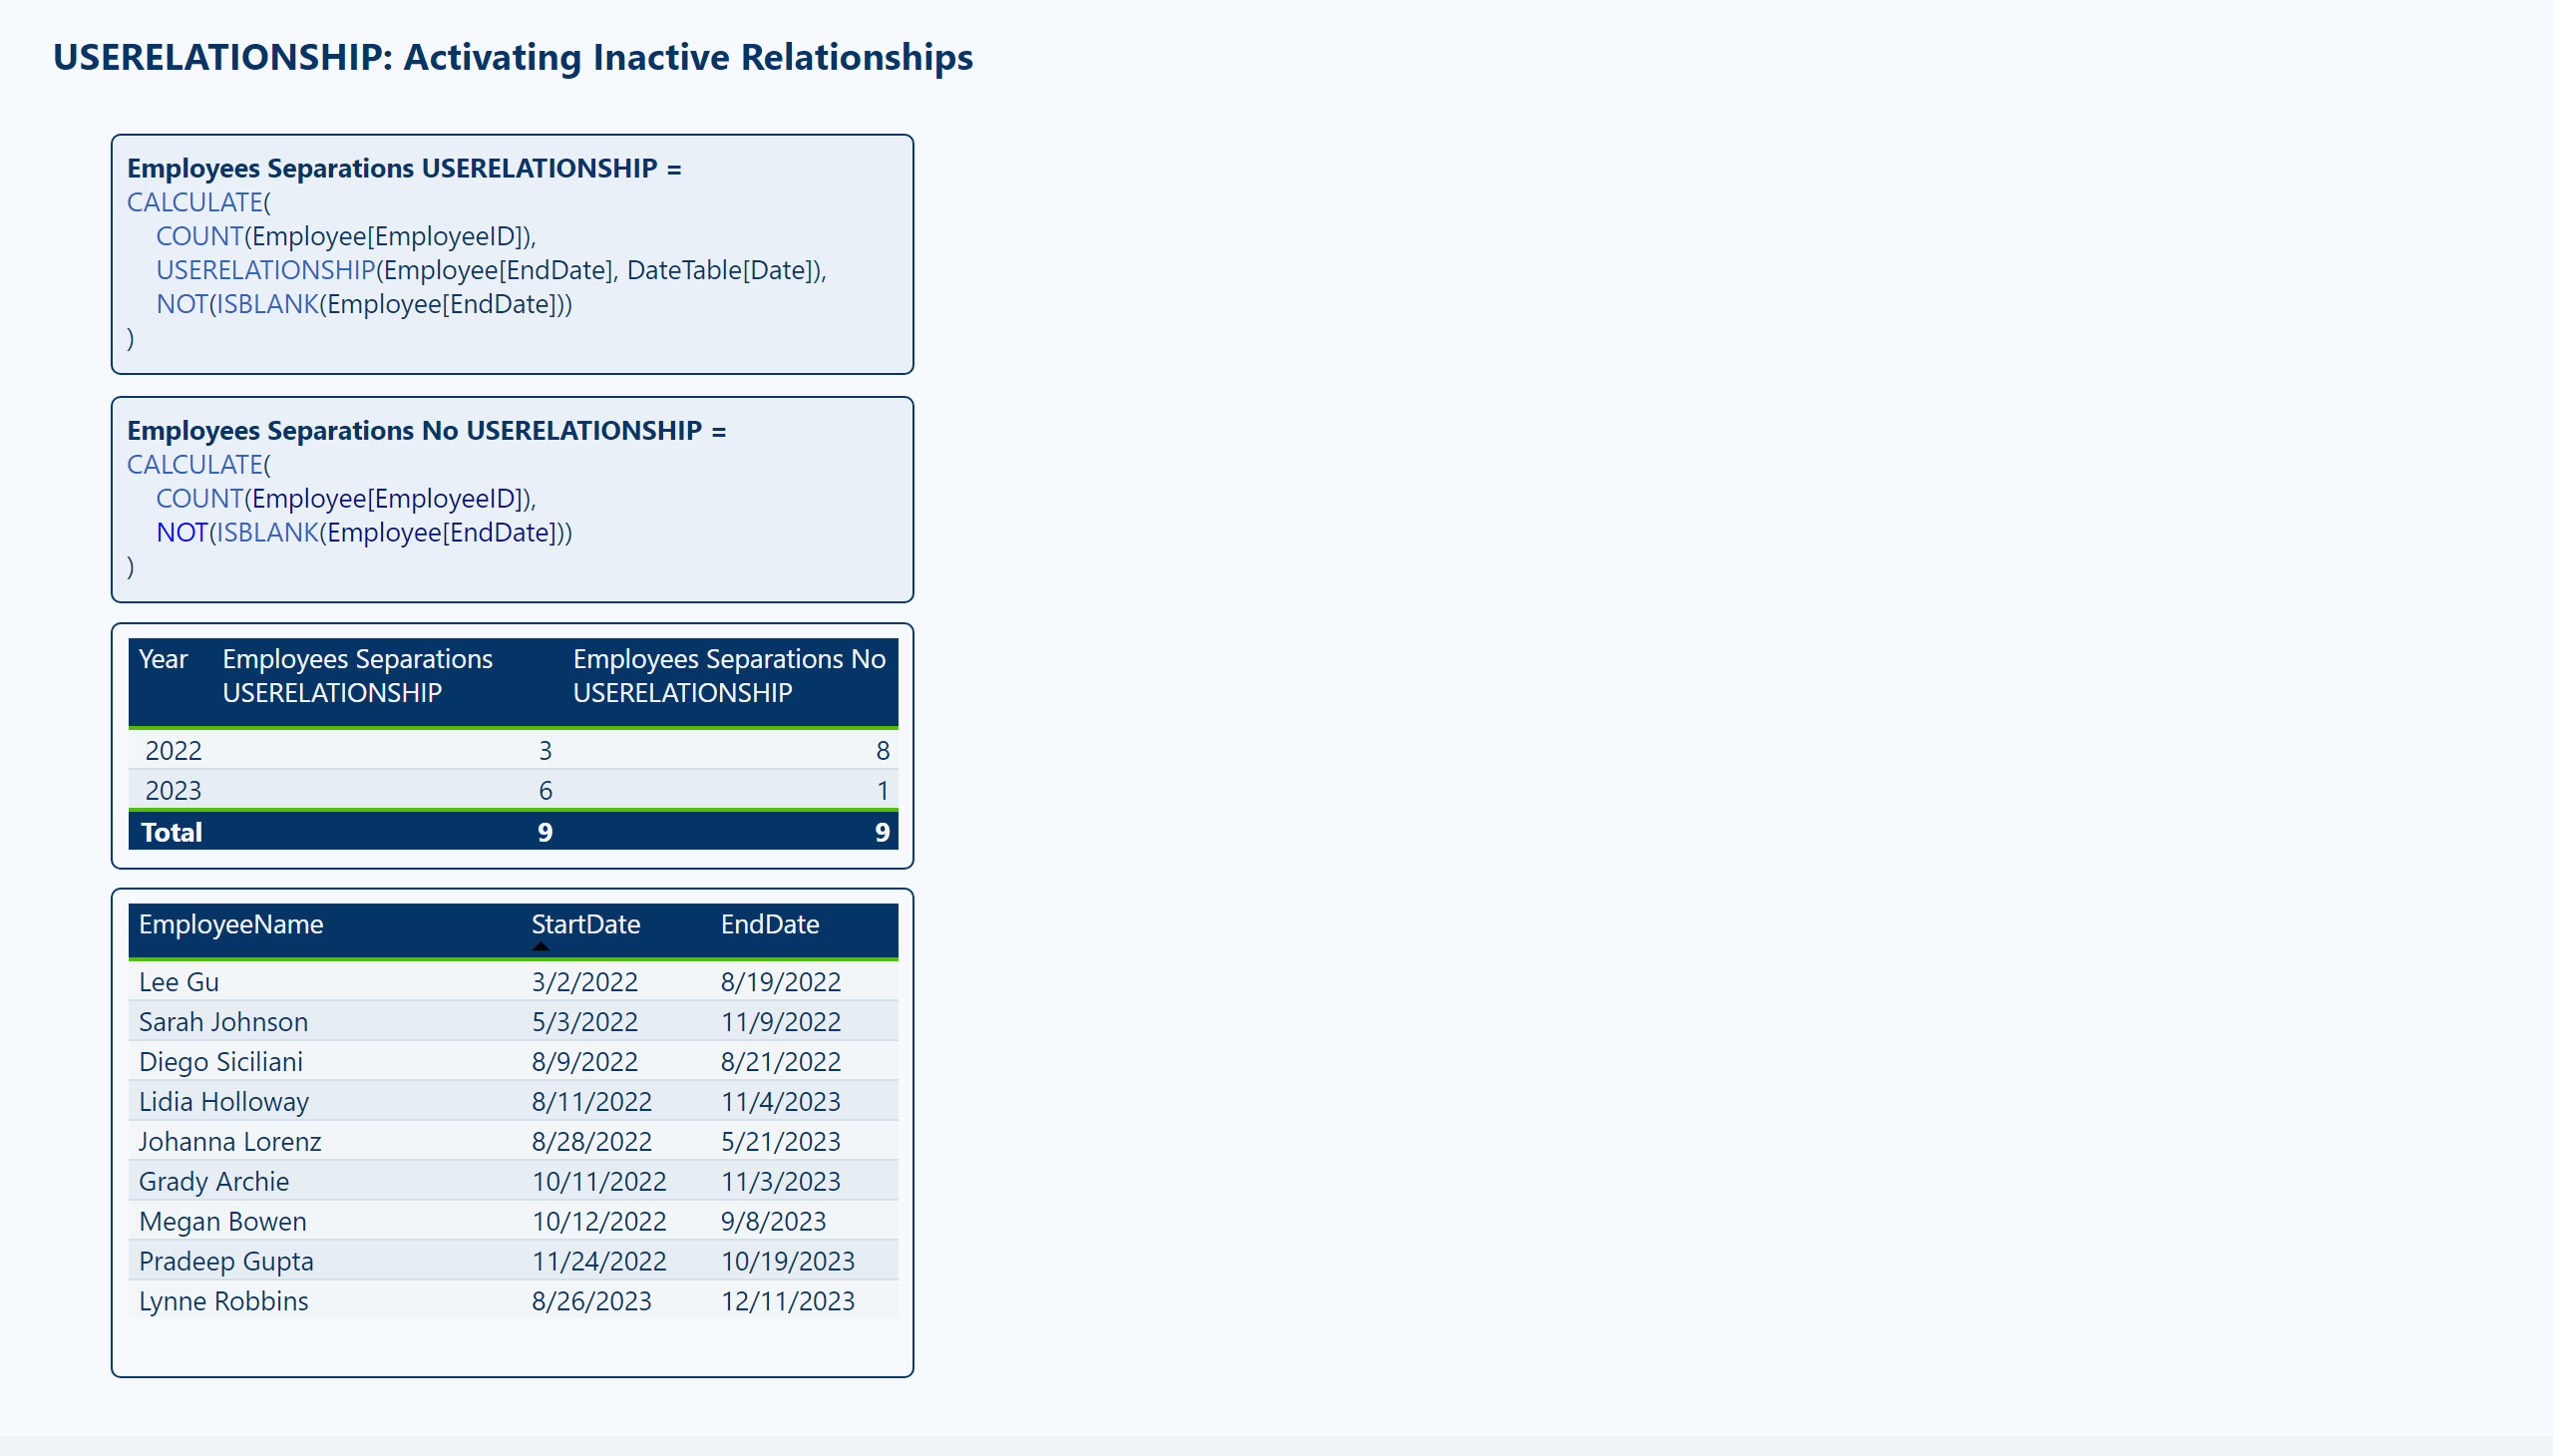 USERELATIONSHIP: Activating Inactive Relationships
Employees Separations USERELATIONSHIP =
CALCULATE(
COUNT(Employee[EmployeeID]),
USERELATIONSHIP(Employee[EndDate], DateTable[Date]),
NOT(ISBLANK(Employee[EndDate]))
)
Employees Separations No USERELATIONSHIP =
CALCULATE(
COUNT(Employee[EmployeeID]),
NOT(ISBLANK(Employee[EndDate]))
)
Year Employees Separations Employees Separations No
USERELATIONSHIP USERELATIONSHIP
2022 3 8
2023 6 1
Total 9 9
EmployeeName StartDate EndDate
Lee Gu 3/2/2022 8/19/2022
Sarah Johnson 5/3/2022 11/9/2022
Diego Siciliani 8/9/2022 8/21/2022
Lidia Holloway 8/11/2022 11/4/2023
Johanna Lorenz 8/28/2022 5/21/2023
Grady Archie 10/11/2022 11/3/2023
Megan Bowen 10/12/2022 9/8/2023
Pradeep Gupta 11/24/2022 10/19/2023
Lynne Robbins 8/26/2023 12/11/2023